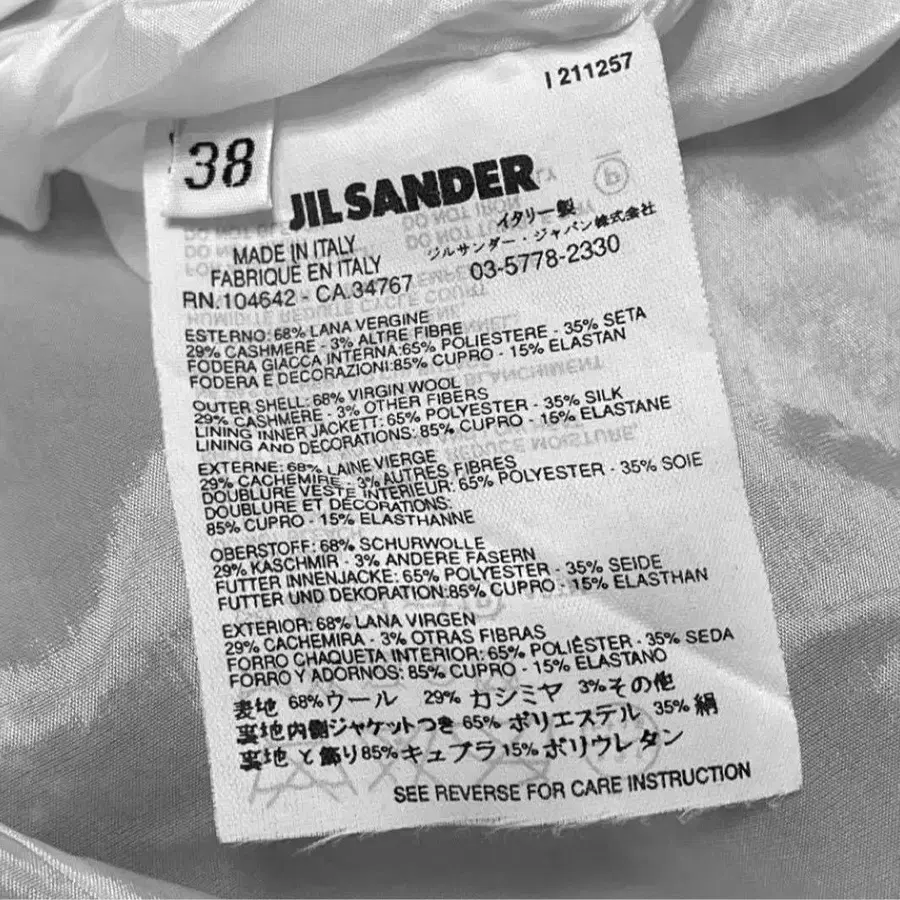 I 211257
38
JIL SANDER
MADE IN ITALY
FABRIQUE EN ITALY
RN.104642 - CA.34767
イタリー製
ジルサンダー・ジャパン株式会社
03-5778-2330
ESTERNO: 68% LANA VERGINE
29% CASHMERE - 3% ALTRE FIBRE
FODERA GIACCA INTERNA:65% POLIESTERE - 35% SETA
FODERA E DECORAZIONI:85% CUPRO - 15% ELASTAN
OUTER SHELL: 68% VIRGIN WOOL
29% CASHMERE - 3% OTHER FIBERS
LINING INNER JACKETT: 65% POLYESTER - 35% SILK
LINING AND DECORATIONS: 85% CUPRO - 15% ELASTANE
EXTERNE: 68% LAINE VIERGE
29% CACHEMIRE - 3% AUTRES FIBRES
DOUBLURE VESTE INTERIEUR: 65% POLYESTER - 35% SOIE
DOUBLURE ET DECORATIONS:
85% CUPRO - 15% ELASTHANNE
OBERSTOFF: 68% SCHURWOLLE
29% KASCHMIR - 3% ANDERE FASERN
FUTTER INNENJACKE: 65% POLYESTER - 35% SEIDE
FUTTER UND DEKORATION:85% CUPRO - 15% ELASTHAN
EXTERIOR: 68% LANA VIRGEN
29% CACHEMIRA - 3% OTRAS FIBRAS
FORRO CHAQUETA INTERIOR: 65% POLIÉSTER - 35% SEDA
FORRO Y ADORNOS: 85% CUPRO - 15% ELASTANO
表地 68%ウール 29% カシミヤ 3%その他
裏地内側ジャケットつき 65% ポリエステル 35% 絹
裏地 と飾り85%キュプラ15% ポリウレタン
SEE REVERSE FOR CARE INSTRUCTION